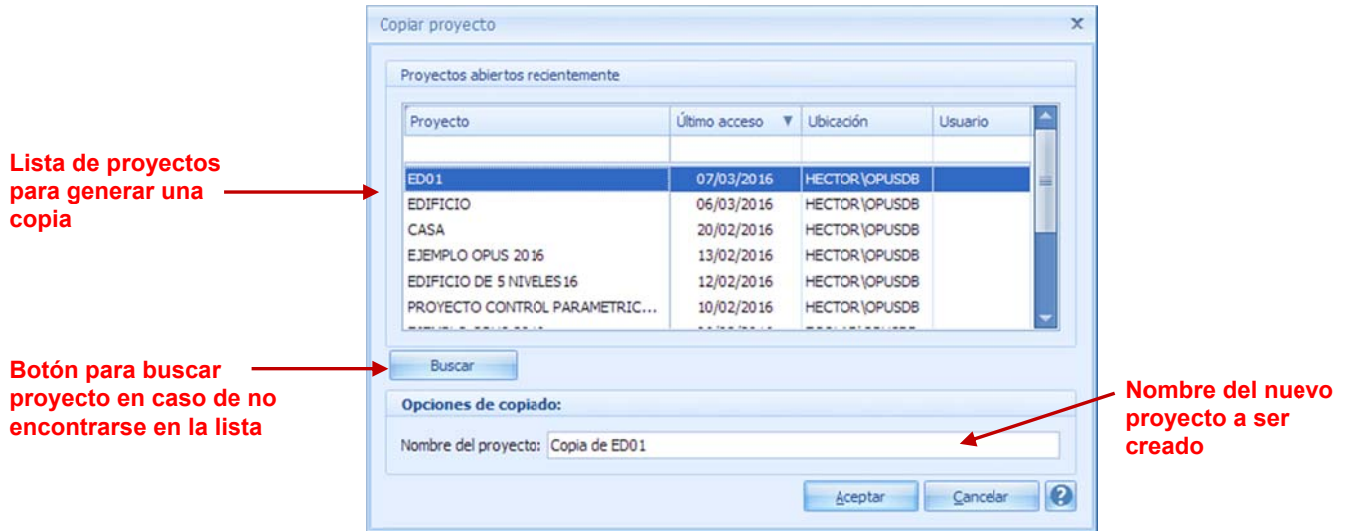 Copiar proyecto
Proyectos abiertos recientemente
Proyecto Último acceso Ubicación Usuario
ED01 07/03/2016 HECTOR\OPUSDB
EDIFICIO 06/03/2016 HECTOR\OPUSDB
CASA 20/02/2016 HECTOR\OPUSDB
EJEMPLO OPUS 2016 13/02/2016 HECTOR\OPUSDB
EDIFICIO DE 5 NIVELES16 12/02/2016 HECTOR\OPUSDB
PROYECTO CONTROL PARAMETRIC... 10/02/2016 HECTOR\OPUSDB
Lista de proyectos
para generar una
copia
Buscar
Botón para buscar
proyecto en caso de no
encontrarse en la lista
Opciones de copiado:
Nombre del proyecto: Copia de ED01
Nombre del nuevo
proyecto a ser
creado
Aceptar Cancelar ?